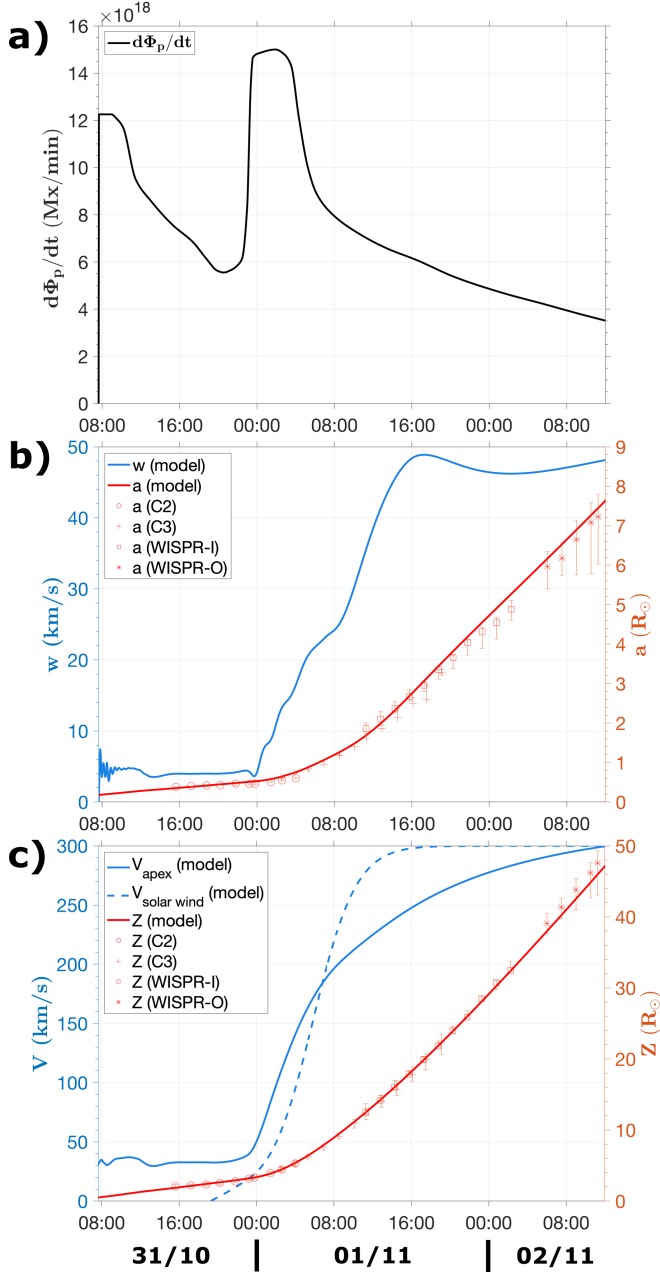 a)
×10¹⁸
16
14
12
10
8
6
4
2
0
dΦₚ/dt (Mx/min)
dΦₚ/dt
08:00 16:00 00:00 08:00 16:00 00:00 08:00
b)
50
40
30
20
10
0
w (km/s)
w (model)
a (model)
a (C2)
a (C3)
a (WISPR-I)
a (WISPR-O)
9
8
7
6
5
4
3
2
1
0
a (R☉)
08:00 16:00 00:00 08:00 16:00 00:00 08:00
c)
300
250
200
150
100
50
0
V (km/s)
V apex (model)
V solar wind (model)
Z (model)
Z (C2)
Z (C3)
Z (WISPR-I)
Z (WISPR-O)
50
40
30
20
10
0
Z (R☉)
08:00 16:00 00:00 08:00 16:00 00:00 08:00
31/10 | 01/11 | 02/11